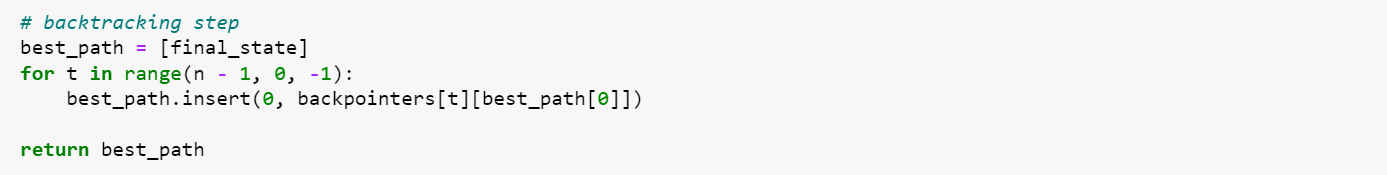 # backtracking step
best_path = [final_state]
for t in range(n - 1, 0, -1):
    best_path.insert(0, backpointers[t][best_path[0]])

return best_path